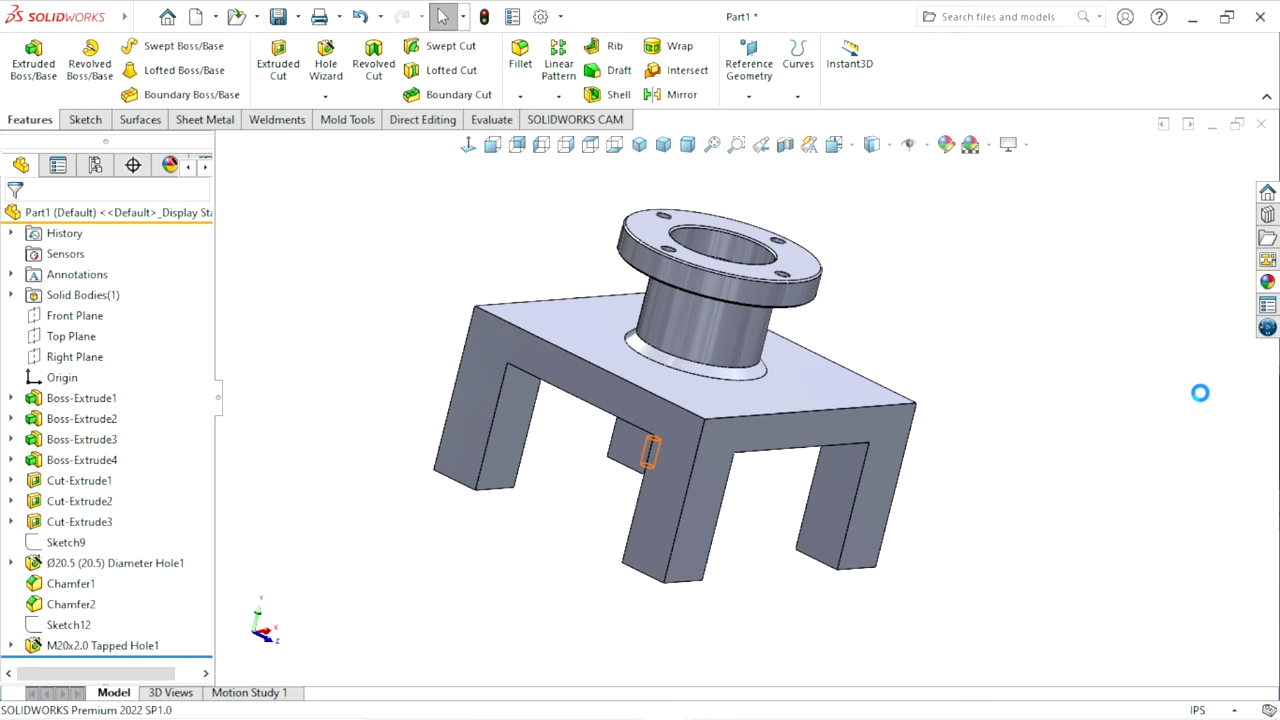 SOLIDWORKS
Part1 *
Search files and models
Extruded Boss/Base
Revolved Boss/Base
Swept Boss/Base
Lofted Boss/Base
Boundary Boss/Base
Extruded Cut
Hole Wizard
Revolved Cut
Swept Cut
Lofted Cut
Boundary Cut
Fillet
Linear Pattern
Rib
Draft
Shell
Wrap
Intersect
Mirror
Reference Geometry
Curves
Instant3D
Features
Sketch
Surfaces
Sheet Metal
Weldments
Mold Tools
Direct Editing
Evaluate
SOLIDWORKS CAM
Part1 (Default) <<Default>_Display Sta
History
Sensors
Annotations
Solid Bodies(1)
Front Plane
Top Plane
Right Plane
Origin
Boss-Extrude1
Boss-Extrude2
Boss-Extrude3
Boss-Extrude4
Cut-Extrude1
Cut-Extrude2
Cut-Extrude3
Sketch9
Ø20.5 (20.5) Diameter Hole1
Chamfer1
Chamfer2
Sketch12
M20x2.0 Tapped Hole1
Y
X
Z
Model
3D Views
Motion Study 1
SOLIDWORKS Premium 2022 SP1.0
IPS